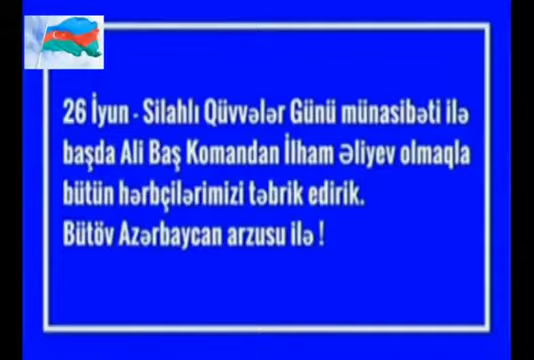 26 İyun - Silahlı Qüvvələr Günü münasibəti ilə
başda Ali Baş Komandan İlham Əliyev olmaqla
bütün hərbçilərimizi təbrik edirik.
Bütöv Azərbaycan arzusu ilə !